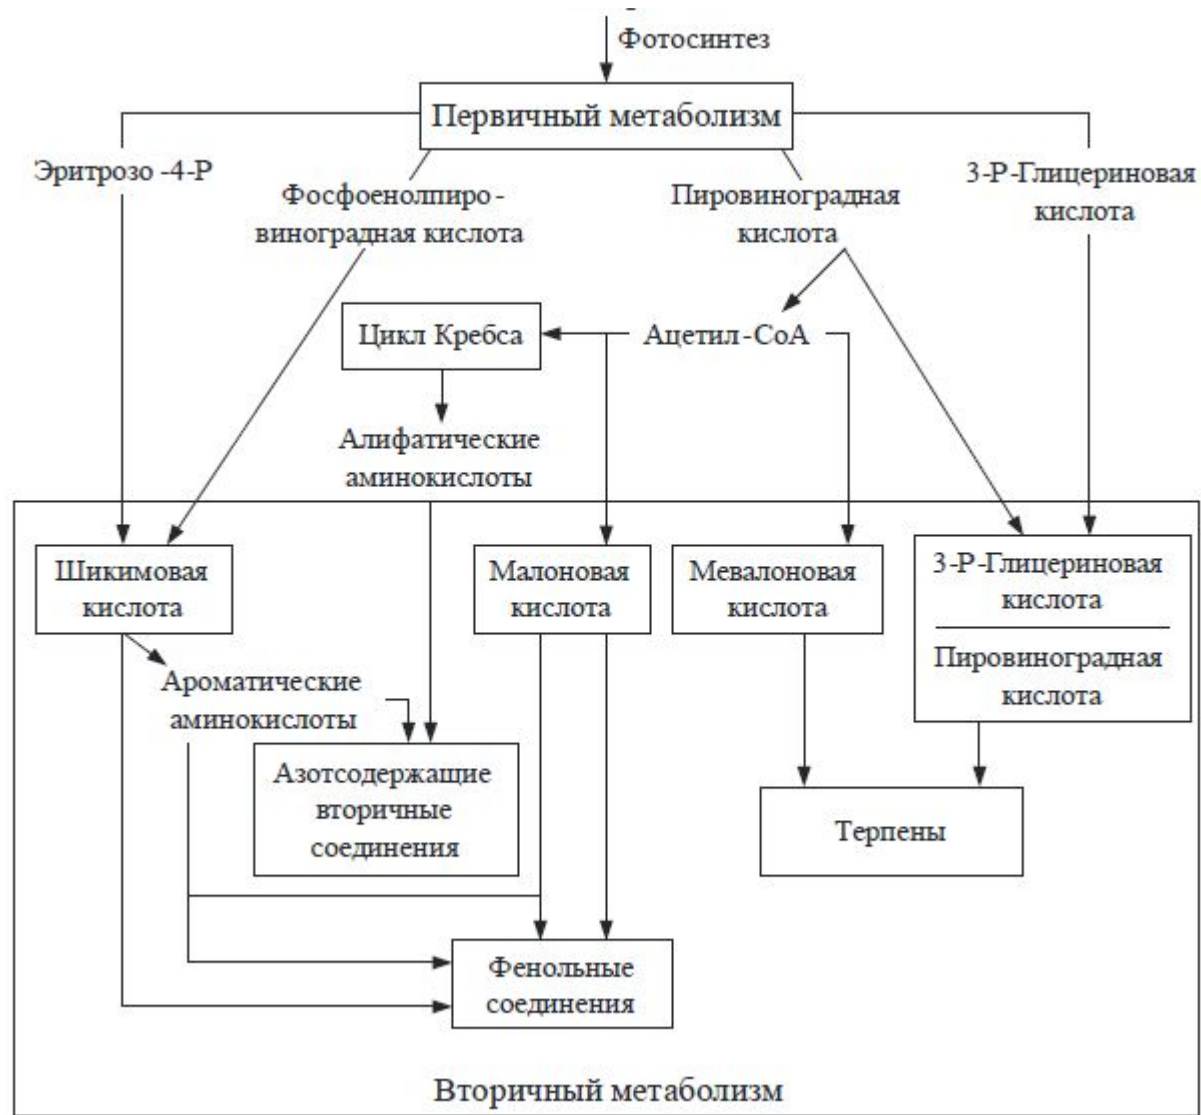 Фотосинтез
Первичный метаболизм
Эритрозо -4-Р
Фосфоенолпиро-
виноградная кислота
Пировиноградная
кислота
3-Р-Глицериновая
кислота
Цикл Кребса
Ацетил-СоА
Алифатические
аминокислоты
Шикимовая
кислота
Малоновая
кислота
Мевалоновая
кислота
3-Р-Глицериновая
кислота
Пировиноградная
кислота
Ароматические
аминокислоты
Азотсодержащие
вторичные
соединения
Терпены
Фенольные
соединения
Вторичный метаболизм